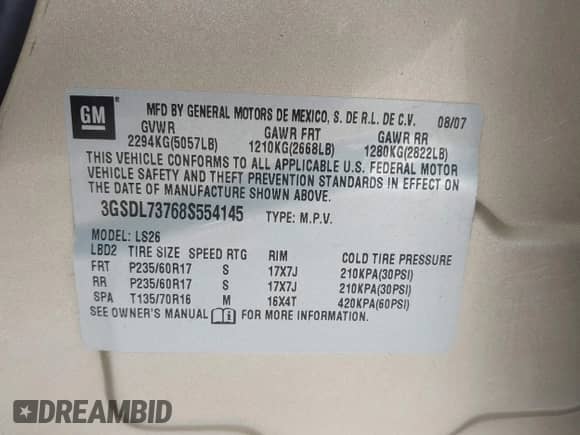 GM ®
MFD BY GENERAL MOTORS DE MEXICO, S. DE R.L. DE C.V. 08/07
GVWR GAWR FRT GAWR RR
2294KG(5057LB) 1210KG(2668LB) 1280KG(2822LB)
THIS VEHICLE CONFORMS TO ALL APPLICABLE U.S. FEDERAL MOTOR
VEHICLE SAFETY AND THEFT PREVENTION STANDARDS IN EFFECT ON
THE DATE OF MANUFACTURE SHOWN ABOVE.
3GSDL73768S554145 TYPE: M.P.V.
MODEL: LS26
LBD2 TIRE SIZE SPEED RTG RIM COLD TIRE PRESSURE
FRT P235/60R17 S 17X7J 210KPA(30PSI)
RR P235/60R17 S 17X7J 210KPA(30PSI)
SPA T135/70R16 M 16X4T 420KPA(60PSI)
SEE OWNER'S MANUAL FOR MORE INFORMATION.
DREAMBID